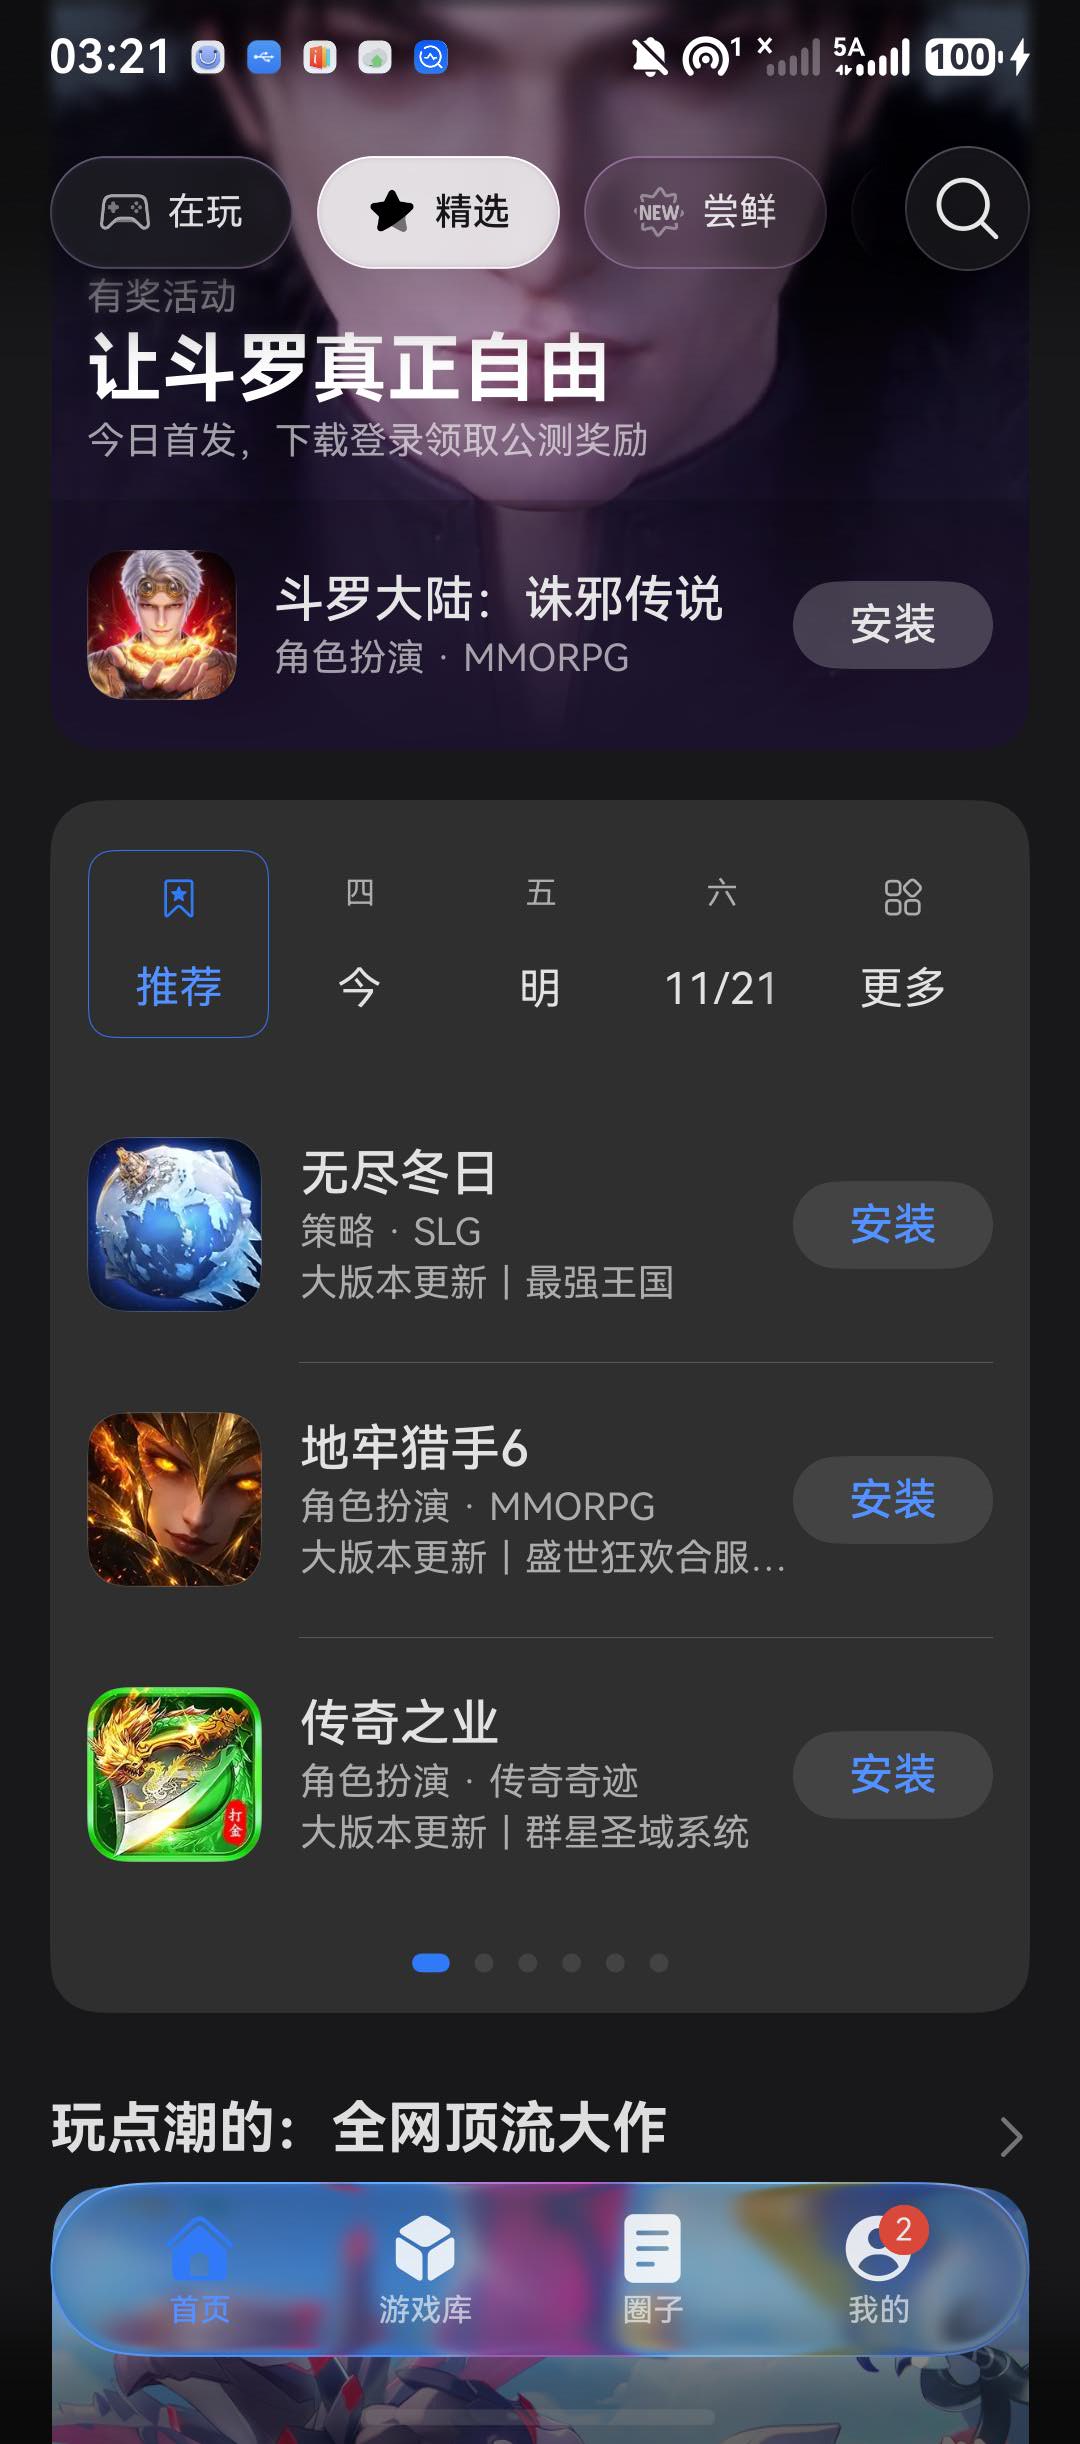 03:21
1
5A
100
在玩
精选
NEW
尝鲜
有奖活动
让斗罗真正自由
今日首发，下载登录领取公测奖励
斗罗大陆：诛邪传说
角色扮演 · MMORPG
安装
四
五
六
推荐
今
明
11/21
更多
无尽冬日
策略 · SLG
大版本更新 | 最强王国
安装
地牢猎手6
角色扮演 · MMORPG
大版本更新 | 盛世狂欢合服...
安装
传奇之业
角色扮演 · 传奇奇迹
大版本更新 | 群星圣域系统
安装
打金
玩点潮的：全网顶流大作
2
首页
游戏库
圈子
我的